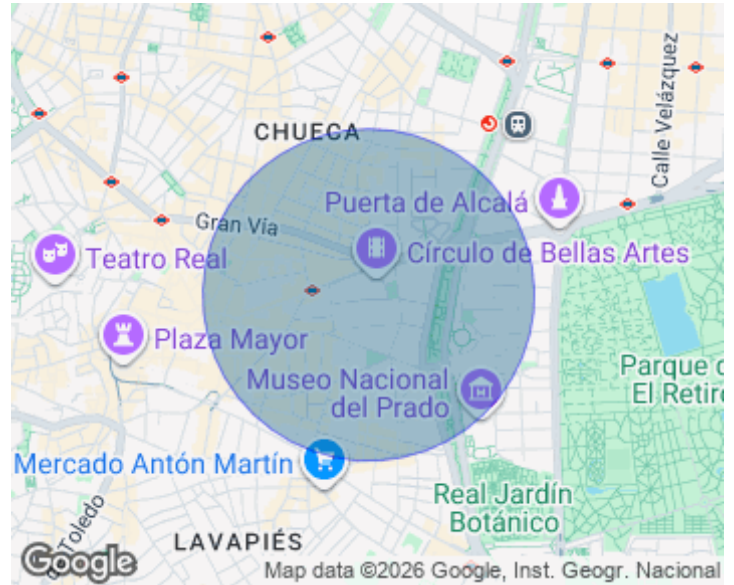 CHUECA
Calle Velázquez
Puerta de Alcalá
Gran Vía
Teatro Real
Círculo de Bellas Artes
Plaza Mayor
Museo Nacional
del Prado
Parque
El Retiro
Mercado Antón Martín
Real Jardín
Botánico
Toledo
LAVAPIÉS
Google
Map data ©2026 Google, Inst. Geogr. Nacional